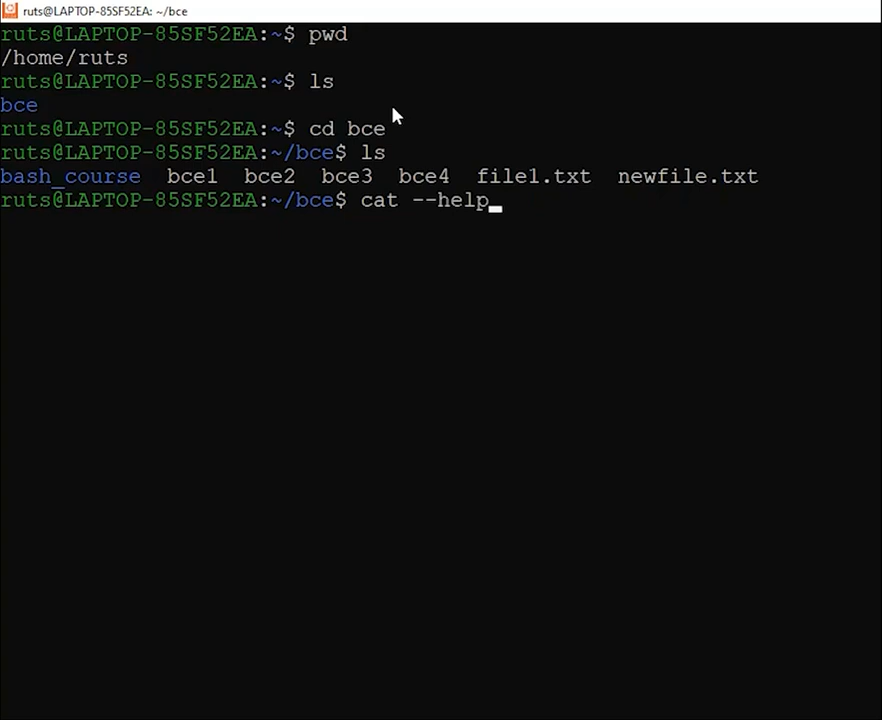 ruts@LAPTOP-85SF52EA: ~/bce
ruts@LAPTOP-85SF52EA:~$ pwd
/home/ruts
ruts@LAPTOP-85SF52EA:~$ ls
bce
ruts@LAPTOP-85SF52EA:~$ cd bce
ruts@LAPTOP-85SF52EA:~/bce$ ls
bash_course  bce1  bce2  bce3  bce4  file1.txt  newfile.txt
ruts@LAPTOP-85SF52EA:~/bce$ cat --help